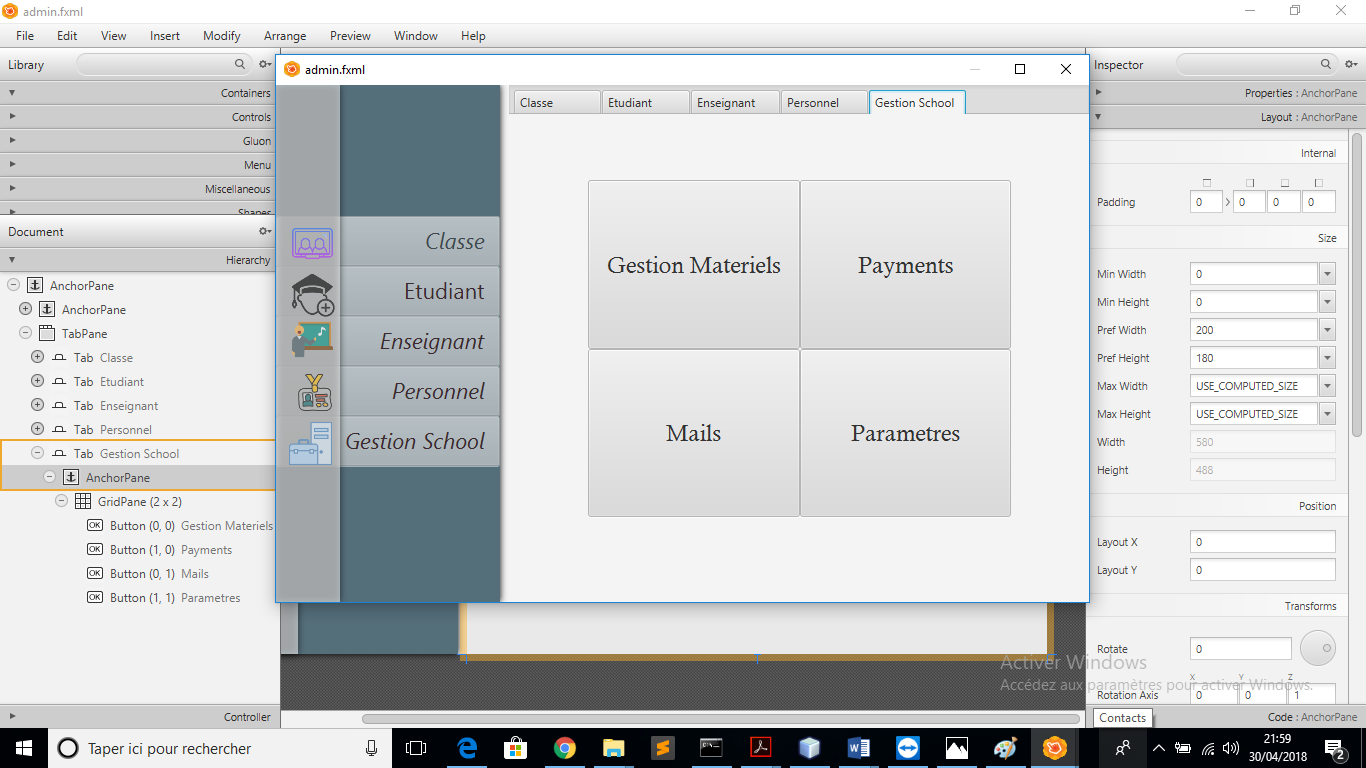 admin.fxml
File Edit View Insert Modify Arrange Preview Window Help
Library
Containers
Controls
Gluon
Menu
Miscellaneous
Shapes
Document
Hierarchy
AnchorPane
AnchorPane
TabPane
Tab Classe
Tab Etudiant
Tab Enseignant
Tab Personnel
Tab Gestion School
AnchorPane
GridPane (2 x 2)
OK Button (0, 0) Gestion Materiels
OK Button (1, 0) Payments
OK Button (0, 1) Mails
OK Button (1, 1) Parametres
Controller
admin.fxml
Classe
Etudiant
Enseignant
Personnel
Gestion School
Classe Etudiant Enseignant Personnel Gestion School
Gestion Materiels Payments
Mails Parametres
Inspector
Properties : AnchorPane
Layout : AnchorPane
Internal
Padding 0 0 0 0
Size
Min Width 0
Min Height 0
Pref Width 200
Pref Height 180
Max Width USE_COMPUTED_SIZE
Max Height USE_COMPUTED_SIZE
Width 580
Height 488
Position
Layout X 0
Layout Y 0
Transforms
Rotate 0
X Y Z
Rotation Axis 0 0 1
Activer Windows
Accédez aux paramètres pour activer Windows.
Contacts
Code : AnchorPane
Taper ici pour rechercher
21:59
30/04/2018
2